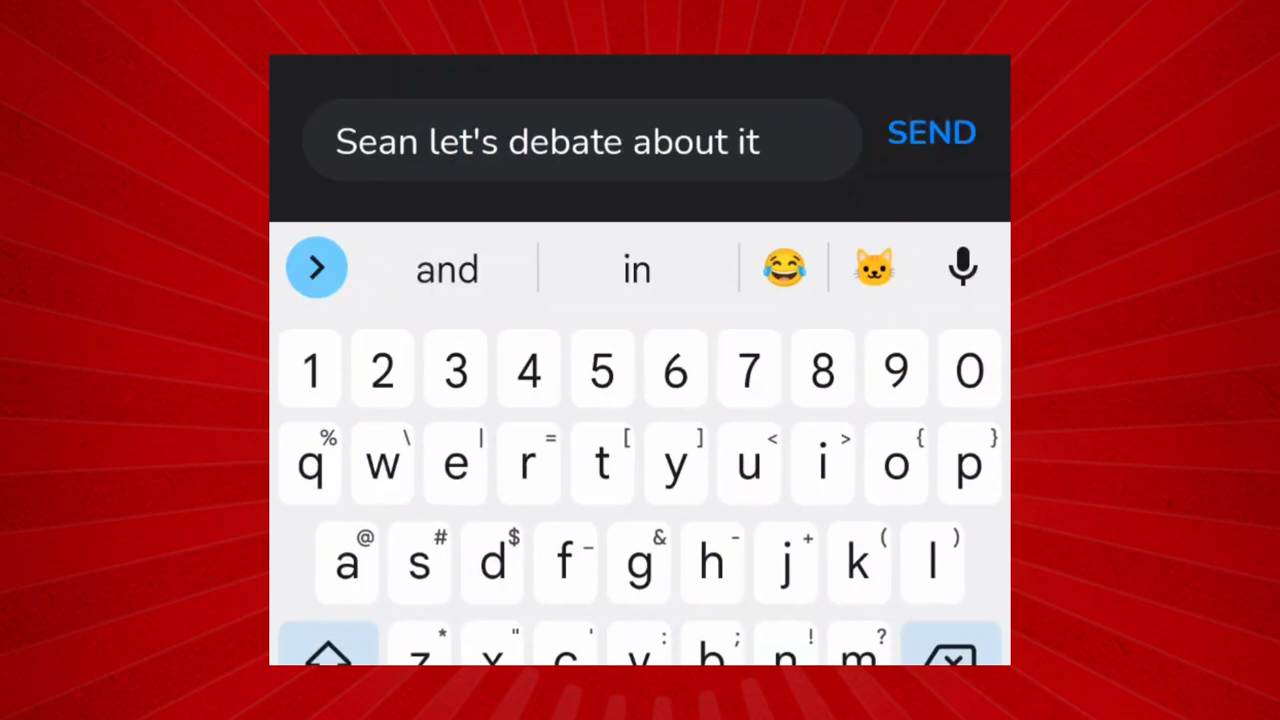 Sean let's debate about it
SEND
and in
1 2 3 4 5 6 7 8 9 0
% \ | = [ ] < > { }
q w e r t y u i o p
@ # $ _ & - + ( )
a s d f g h j k l
* " ' : ; ! ?
z x c v b n m